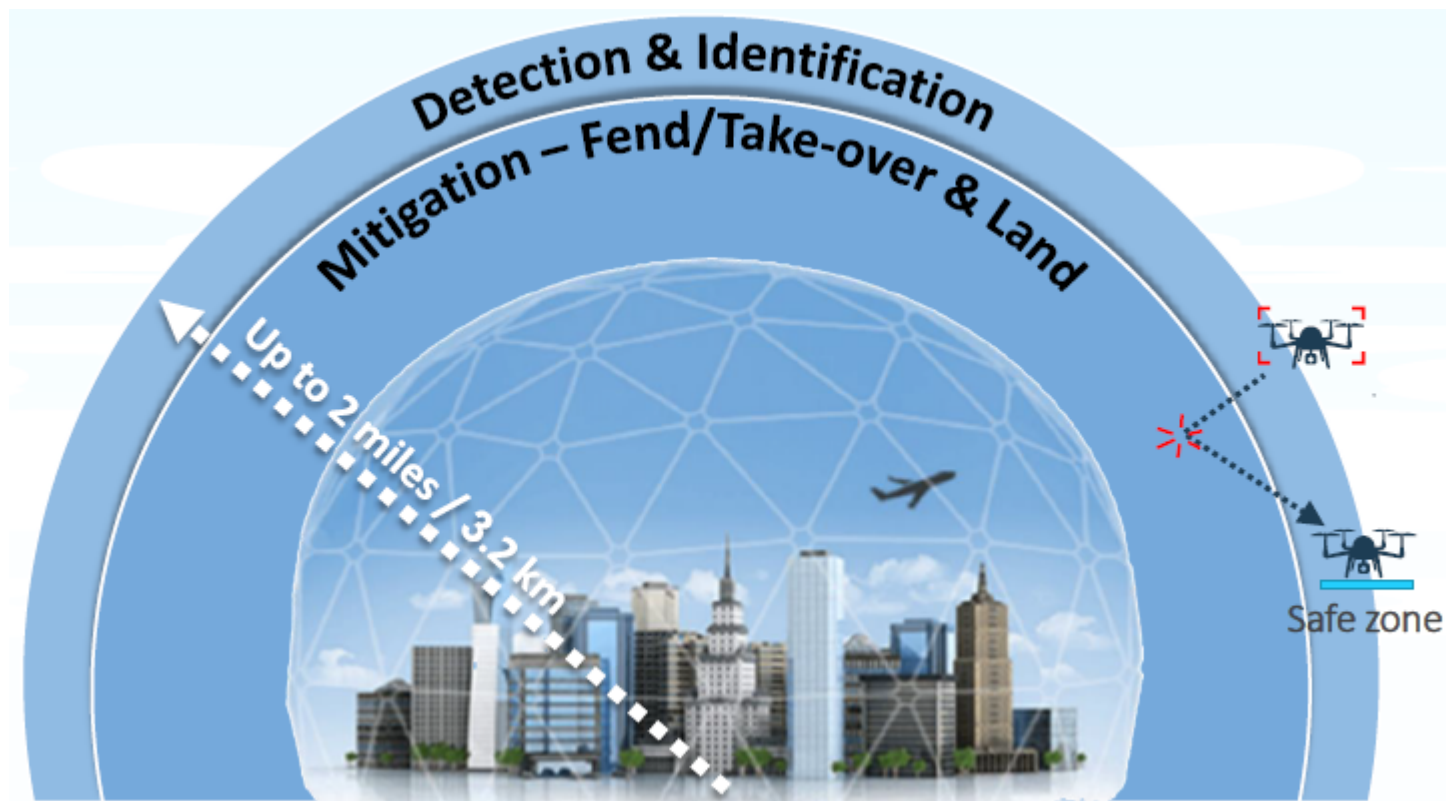 Detection & Identification
Mitigation – Fend/Take-over & Land
Up to 2 miles / 3.2 km
Safe zone